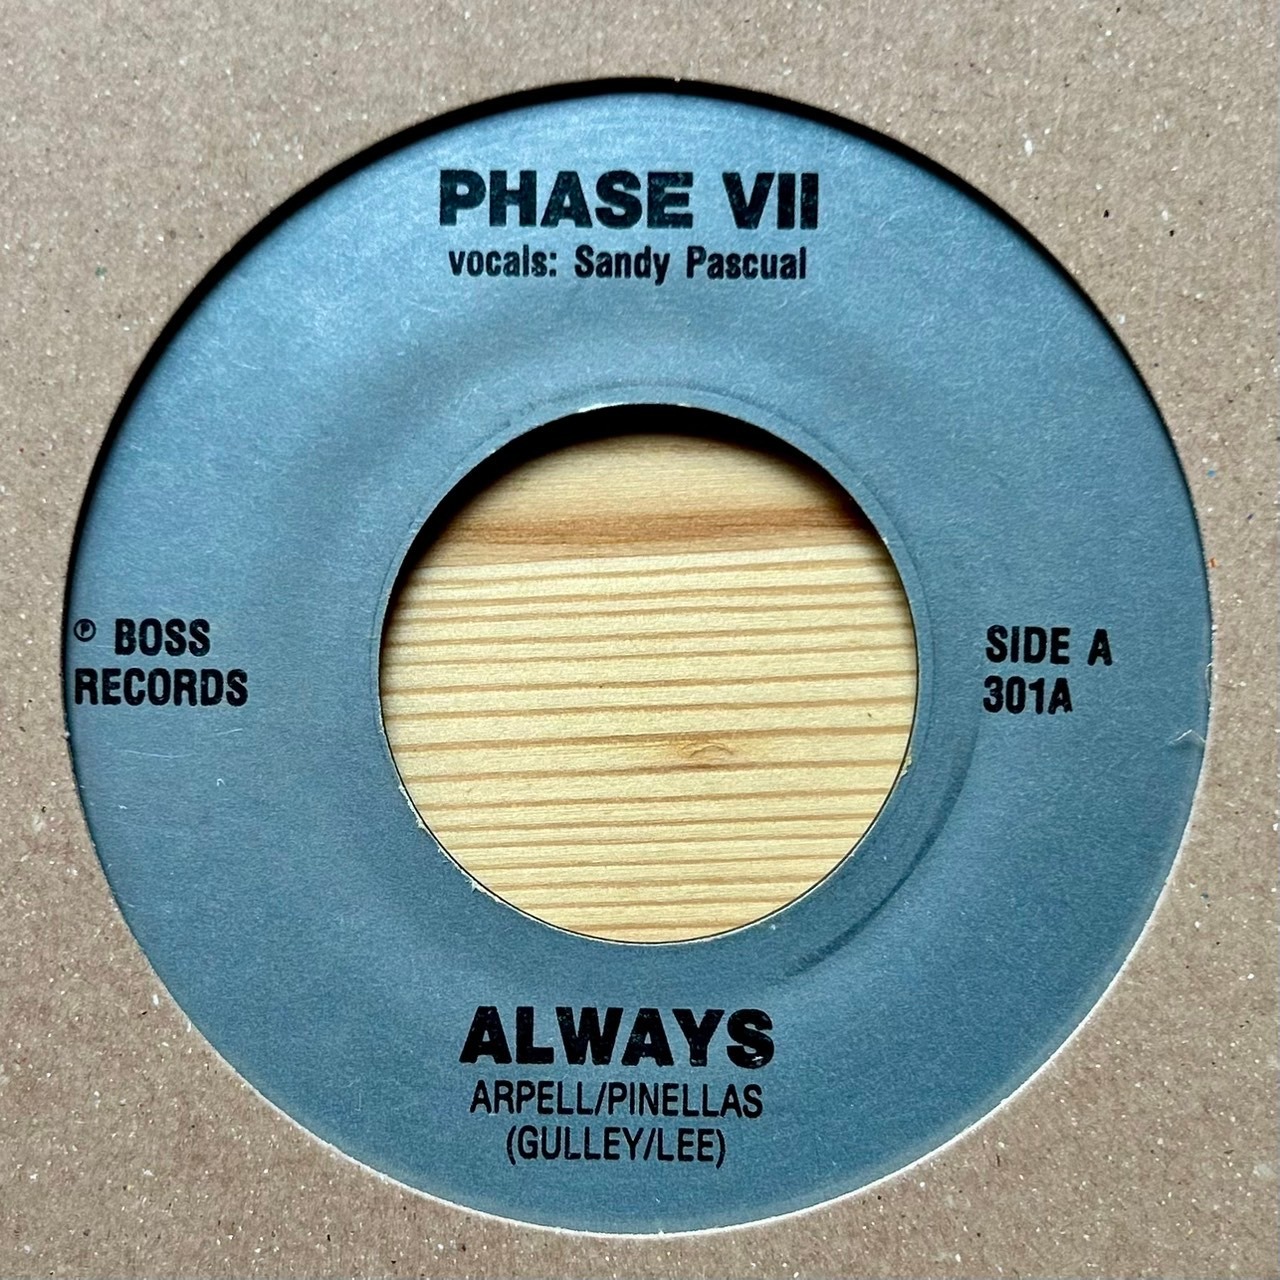 PHASE VII
vocals: Sandy Pascual
℗ BOSS
RECORDS
SIDE A
301A
ALWAYS
ARPELL/PINELLAS
(GULLEY/LEE)